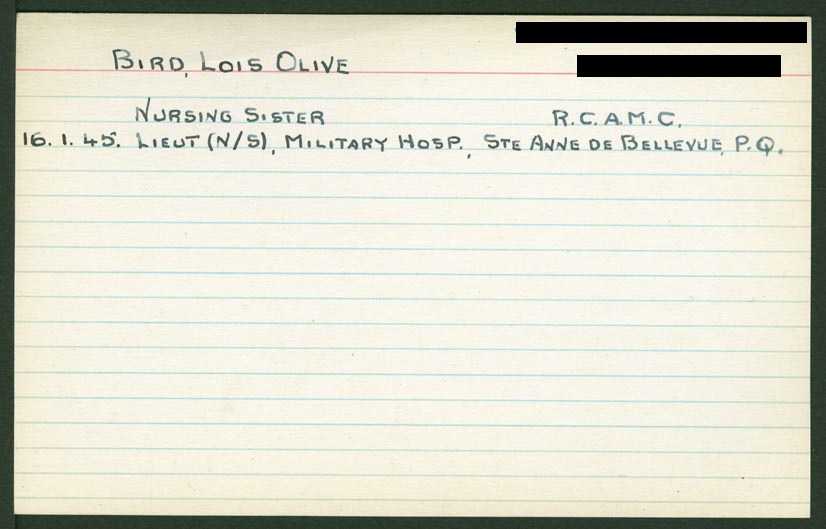 BIRD, LOIS OLIVE
NURSING SISTER R.C.A.M.C.
16.1.45. LIEUT (N/S), MILITARY HOSP., STE ANNE DE BELLEVUE, P.Q.